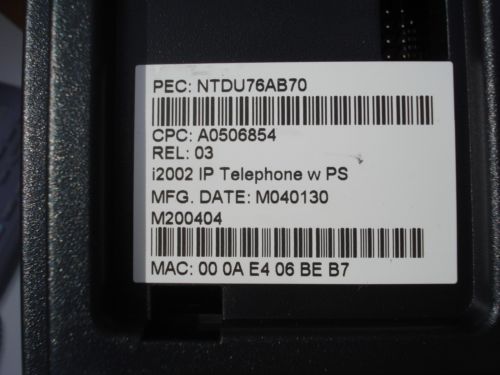 PEC: NTDU76AB70
CPC: A0506854
REL: 03
i2002 IP Telephone w PS
MFG. DATE: M040130
M200404
MAC: 00 0A E4 06 BE B7